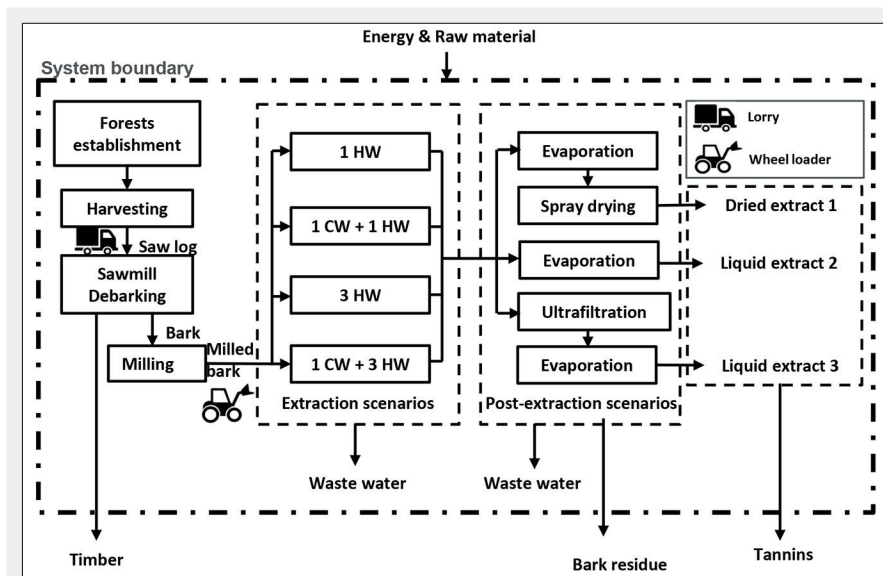 Energy & Raw material
System boundary
Forests
establishment
Harvesting
Saw log
Sawmill
Debarking
Bark
Milling
Milled
bark
1 HW
1 CW + 1 HW
3 HW
1 CW + 3 HW
Extraction scenarios
Evaporation
Spray drying
Evaporation
Ultrafiltration
Evaporation
Post-extraction scenarios
Lorry
Wheel loader
Dried extract 1
Liquid extract 2
Liquid extract 3
Waste water
Waste water
Timber
Bark residue
Tannins